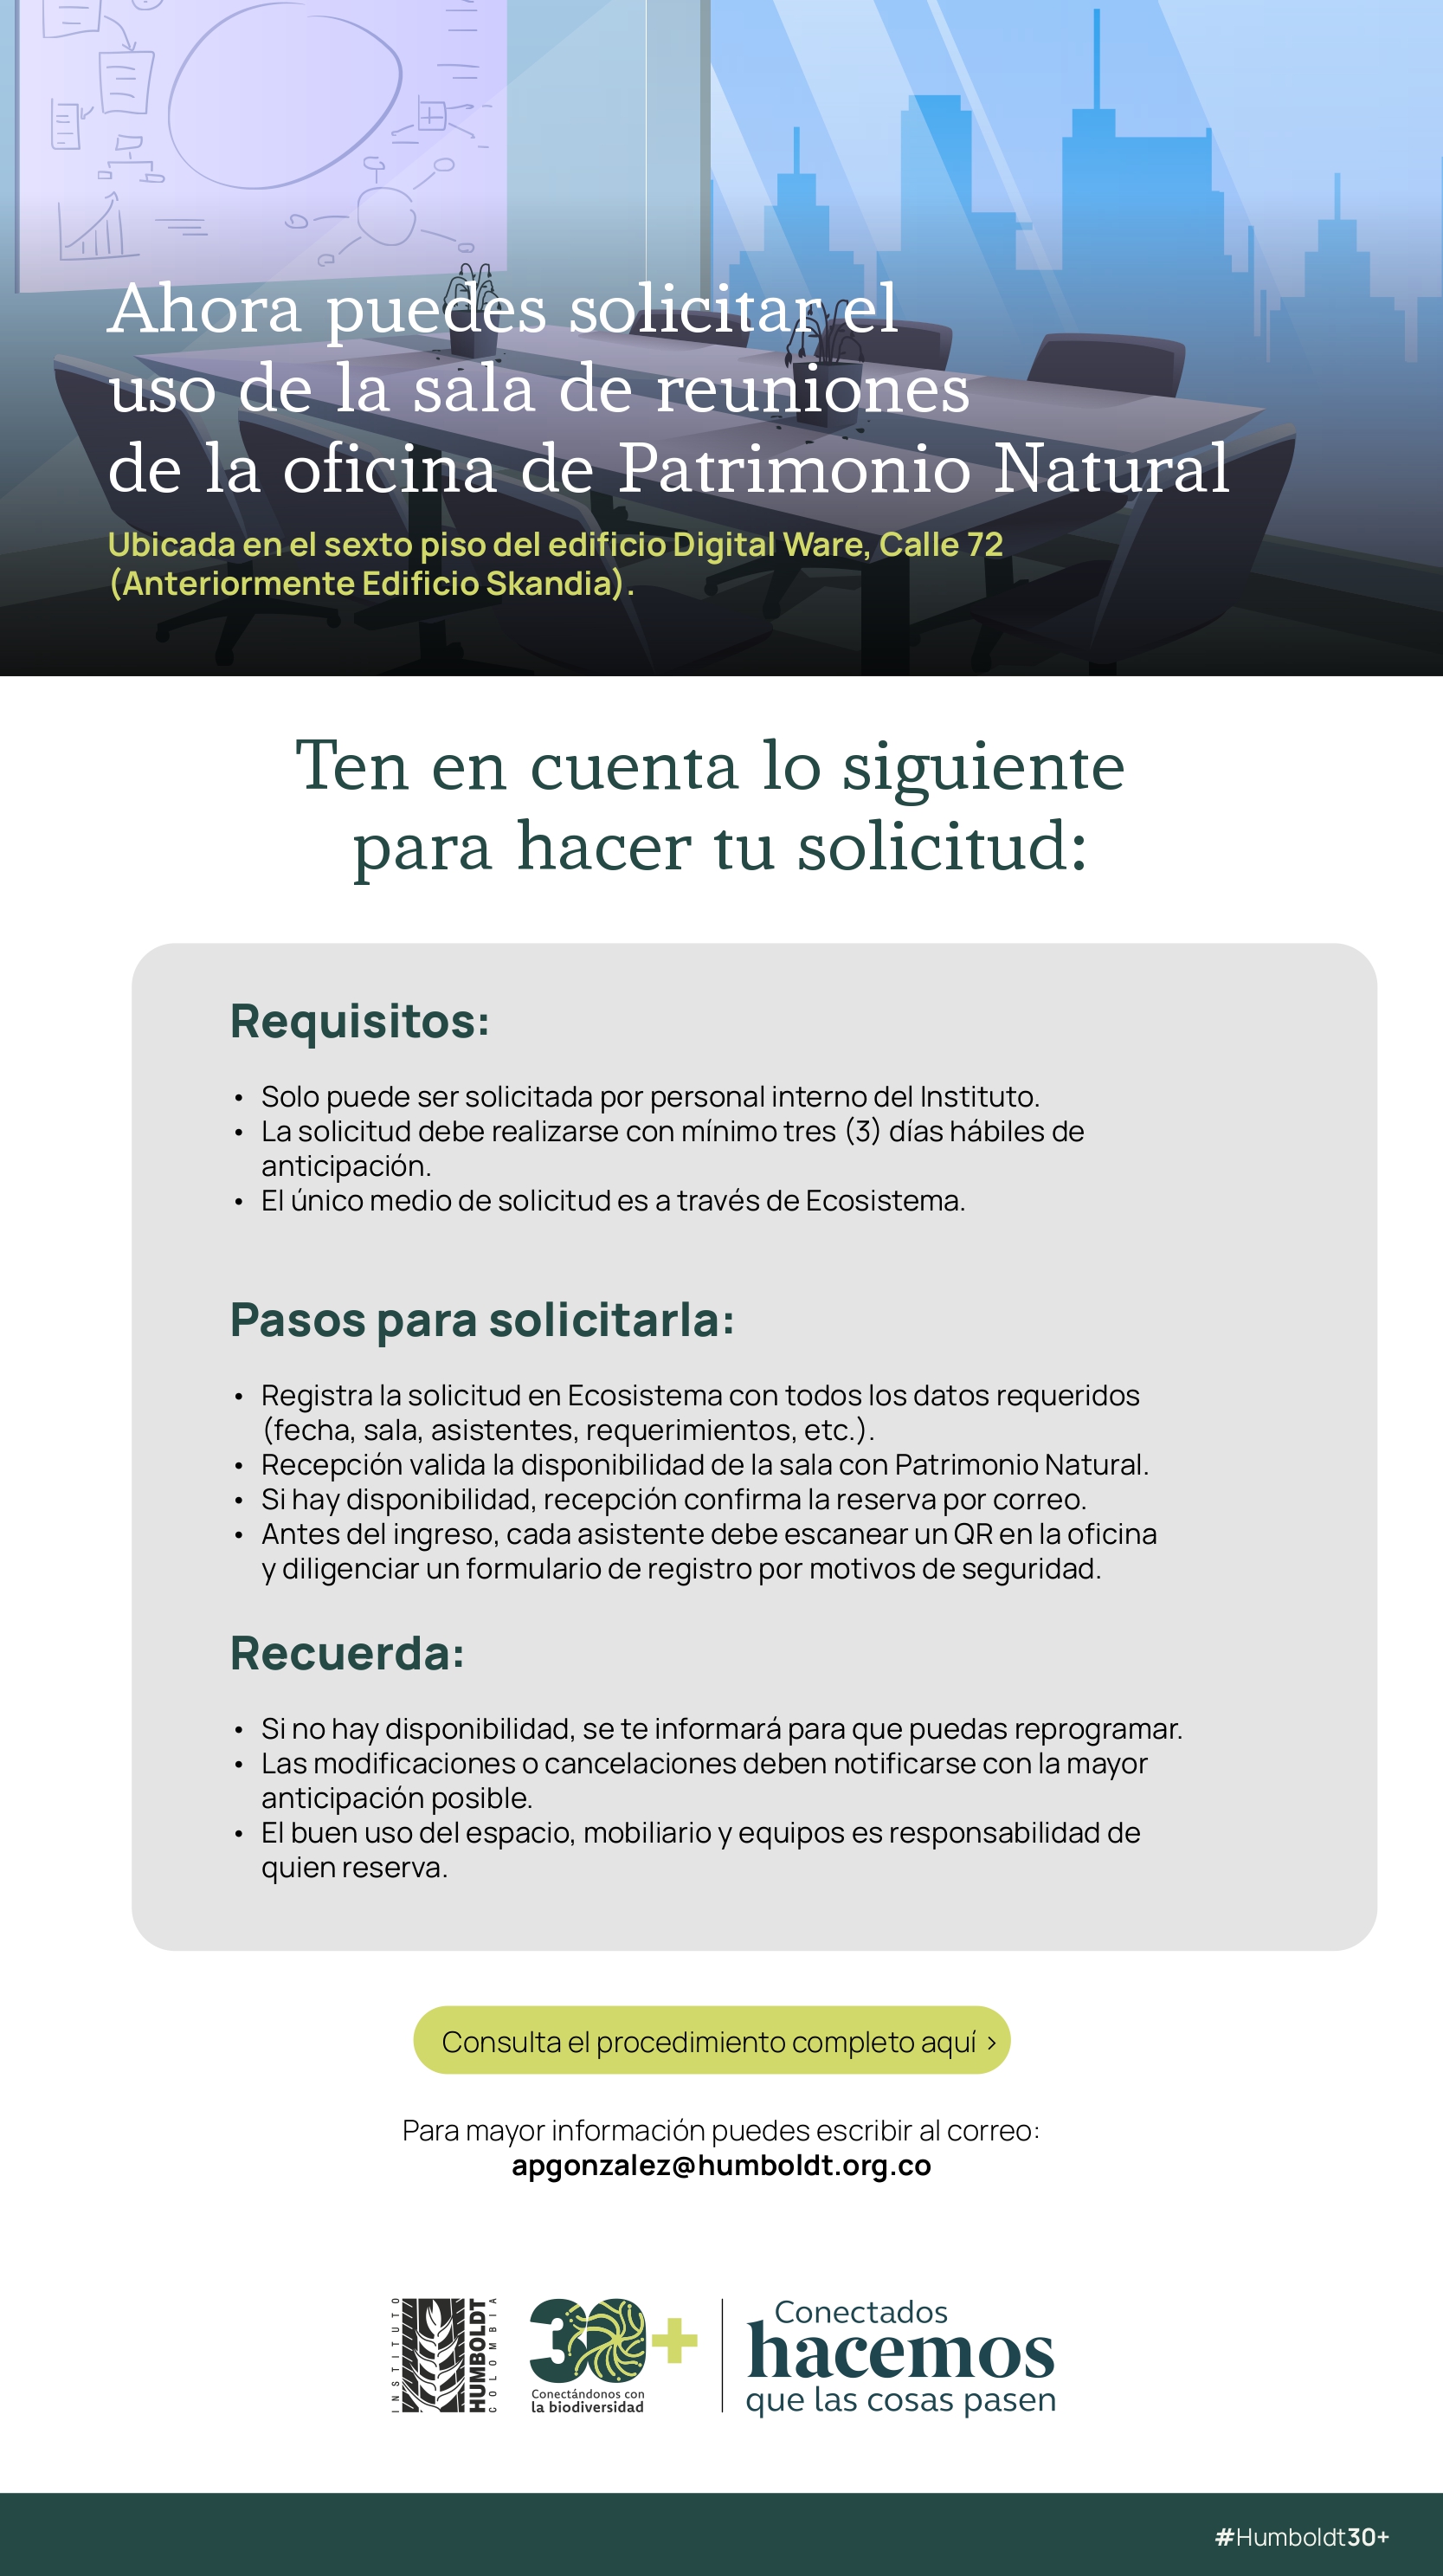 Ahora puedes solicitar el
uso de la sala de reuniones
de la oficina de Patrimonio Natural
Ubicada en el sexto piso del edificio Digital Ware, Calle 72
(Anteriormente Edificio Skandia).
Ten en cuenta lo siguiente
para hacer tu solicitud:
Requisitos:
• Solo puede ser solicitada por personal interno del Instituto.
• La solicitud debe realizarse con mínimo tres (3) días hábiles de
anticipación.
• El único medio de solicitud es a través de Ecosistema.
Pasos para solicitarla:
• Registra la solicitud en Ecosistema con todos los datos requeridos
(fecha, sala, asistentes, requerimientos, etc.).
• Recepción valida la disponibilidad de la sala con Patrimonio Natural.
• Si hay disponibilidad, recepción confirma la reserva por correo.
• Antes del ingreso, cada asistente debe escanear un QR en la oficina
y diligenciar un formulario de registro por motivos de seguridad.
Recuerda:
• Si no hay disponibilidad, se te informará para que puedas reprogramar.
• Las modificaciones o cancelaciones deben notificarse con la mayor
anticipación posible.
• El buen uso del espacio, mobiliario y equipos es responsabilidad de
quien reserva.
Consulta el procedimiento completo aquí >
Para mayor información puedes escribir al correo:
apgonzalez@humboldt.org.co
INSTITUTO
HUMBOLDT
COLOMBIA
30+
Conectándonos con
la biodiversidad
Conectados
hacemos
que las cosas pasen
#Humboldt30+